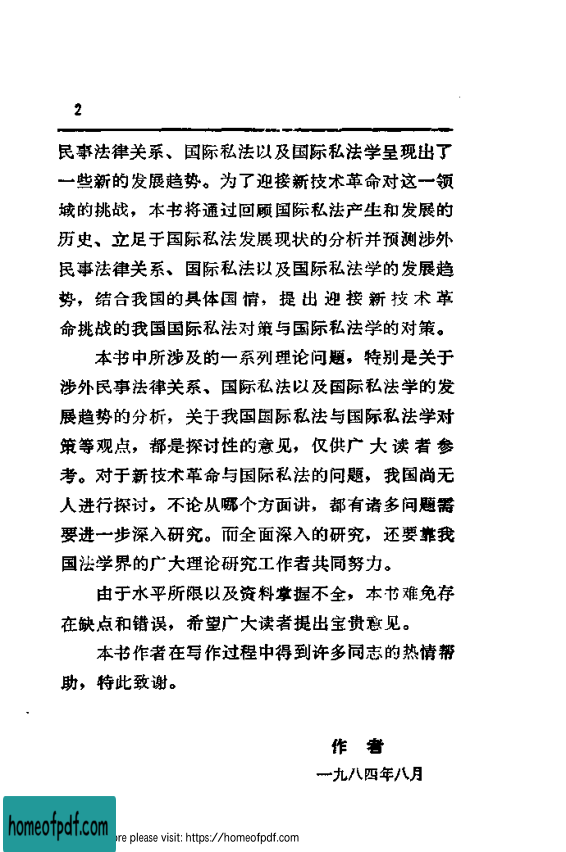 2
民事法律关系、国际私法以及国际私法学呈现出了
一些新的发展趋势。为了迎接新技术革命对这一领
域的挑战，本书将通过回顾国际私法产生和发展的
历史、立足于国际私法发展现状的分析并预测涉外
民事法律关系、国际私法以及国际私法学的发展趋
势，结合我国的具体国情，提出迎接新技术革
命挑战的我国国际私法对策与国际私法学的对策。
本书中所涉及的一系列理论问题，特别是关于
涉外民事法律关系、国际私法以及国际私法学的发
展趋势的分析，关于我国国际私法与国际私法学对
策等观点，都是探讨性的意见，仅供广大读者参
考。对于新技术革命与国际私法的问题，我国尚无
人进行探讨，不论从哪个方面讲，都有诸多问题需
要进一步深入研究。而全面深入的研究，还要靠我
国法学界的广大理论研究工作者共同努力。
由于水平所限以及资料掌握不全，本书难免存
在缺点和错误，希望广大读者提出宝贵意见。
本书作者在写作过程中得到许多同志的热情帮
助，特此致谢。
作者
一九八四年八月
homeofpdf.com
ore please visit: https://homeofpdf.com